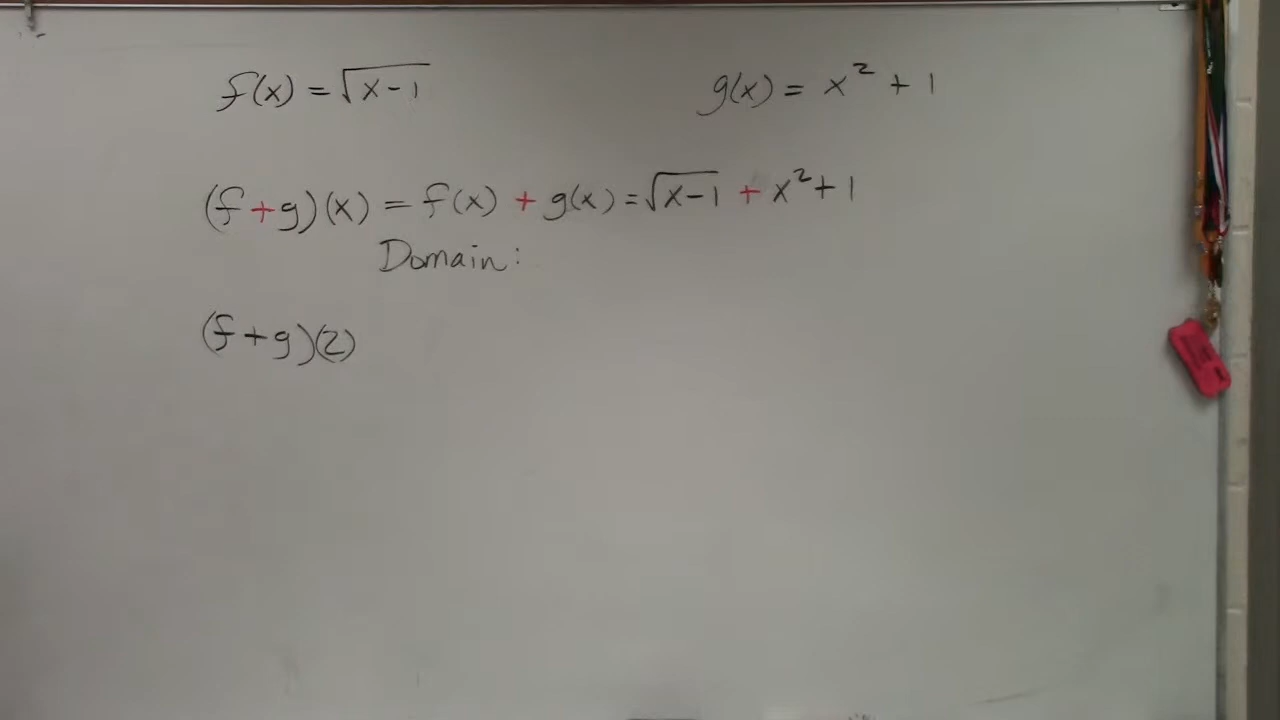 f(x) = √(x-1) g(x) = x² + 1
(f+g)(x) = f(x) + g(x) = √(x-1) + x² + 1
Domain:
(f+g)(2)